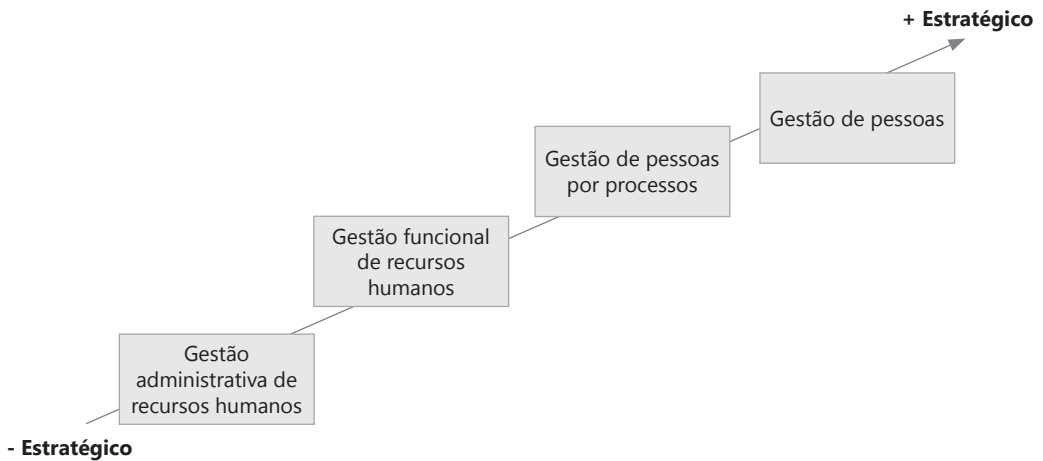 + Estratégico
Gestão de pessoas
Gestão de pessoas
por processos
Gestão funcional
de recursos
humanos
Gestão
administrativa de
recursos humanos
- Estratégico